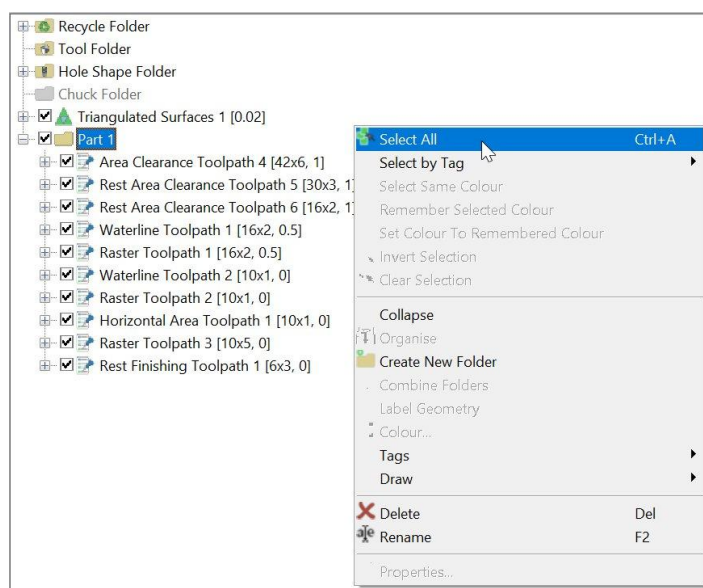 Recycle Folder
Tool Folder
Hole Shape Folder
Chuck Folder
Triangulated Surfaces 1 [0.02]
Part 1
Area Clearance Toolpath 4 [42x6, 1]
Rest Area Clearance Toolpath 5 [30x3, 1]
Rest Area Clearance Toolpath 6 [16x2, 1]
Waterline Toolpath 1 [16x2, 0.5]
Raster Toolpath 1 [16x2, 0.5]
Waterline Toolpath 2 [10x1, 0]
Raster Toolpath 2 [10x1, 0]
Horizontal Area Toolpath 1 [10x1, 0]
Raster Toolpath 3 [10x5, 0]
Rest Finishing Toolpath 1 [6x3, 0]
Select All Ctrl+A
Select by Tag
Select Same Colour
Remember Selected Colour
Set Colour To Remembered Colour
Invert Selection
Clear Selection
Collapse
Organise
Create New Folder
Combine Folders
Label Geometry
Colour...
Tags
Draw
Delete Del
Rename F2
Properties...